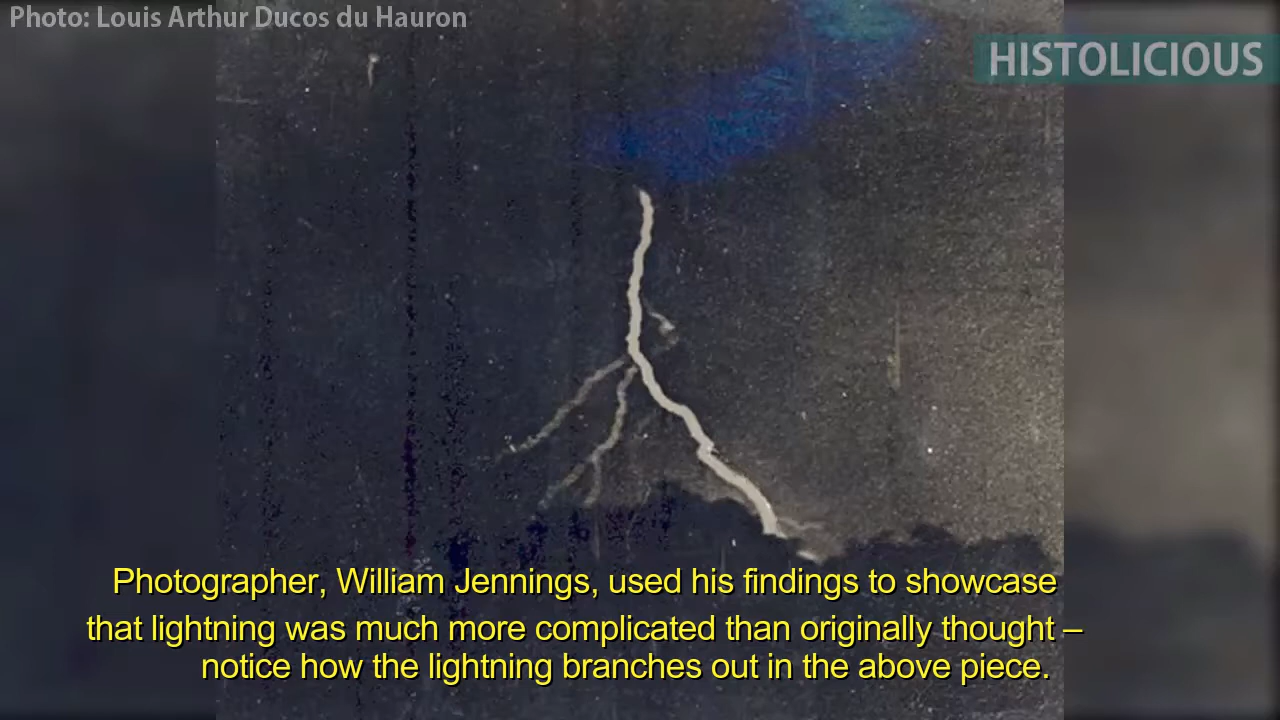 Photo: Louis Arthur Ducos du Hauron
HISTOLICIOUS
Photographer, William Jennings, used his findings to showcase
that lightning was much more complicated than originally thought –
notice how the lightning branches out in the above piece.